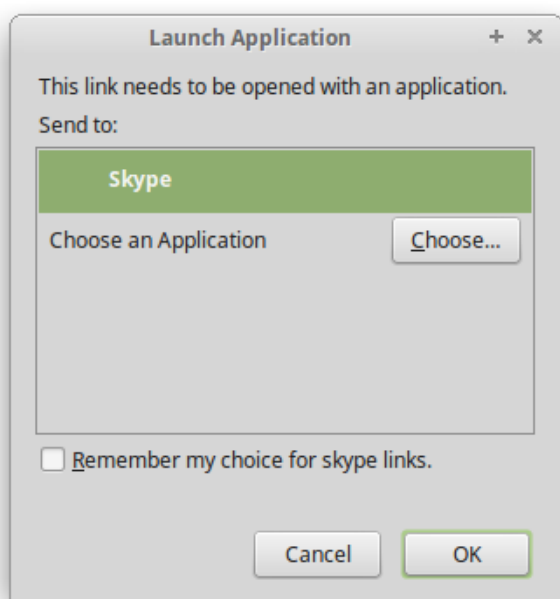 Launch Application
This link needs to be opened with an application.
Send to:
Skype
Choose an Application
Choose...
Remember my choice for skype links.
Cancel
OK